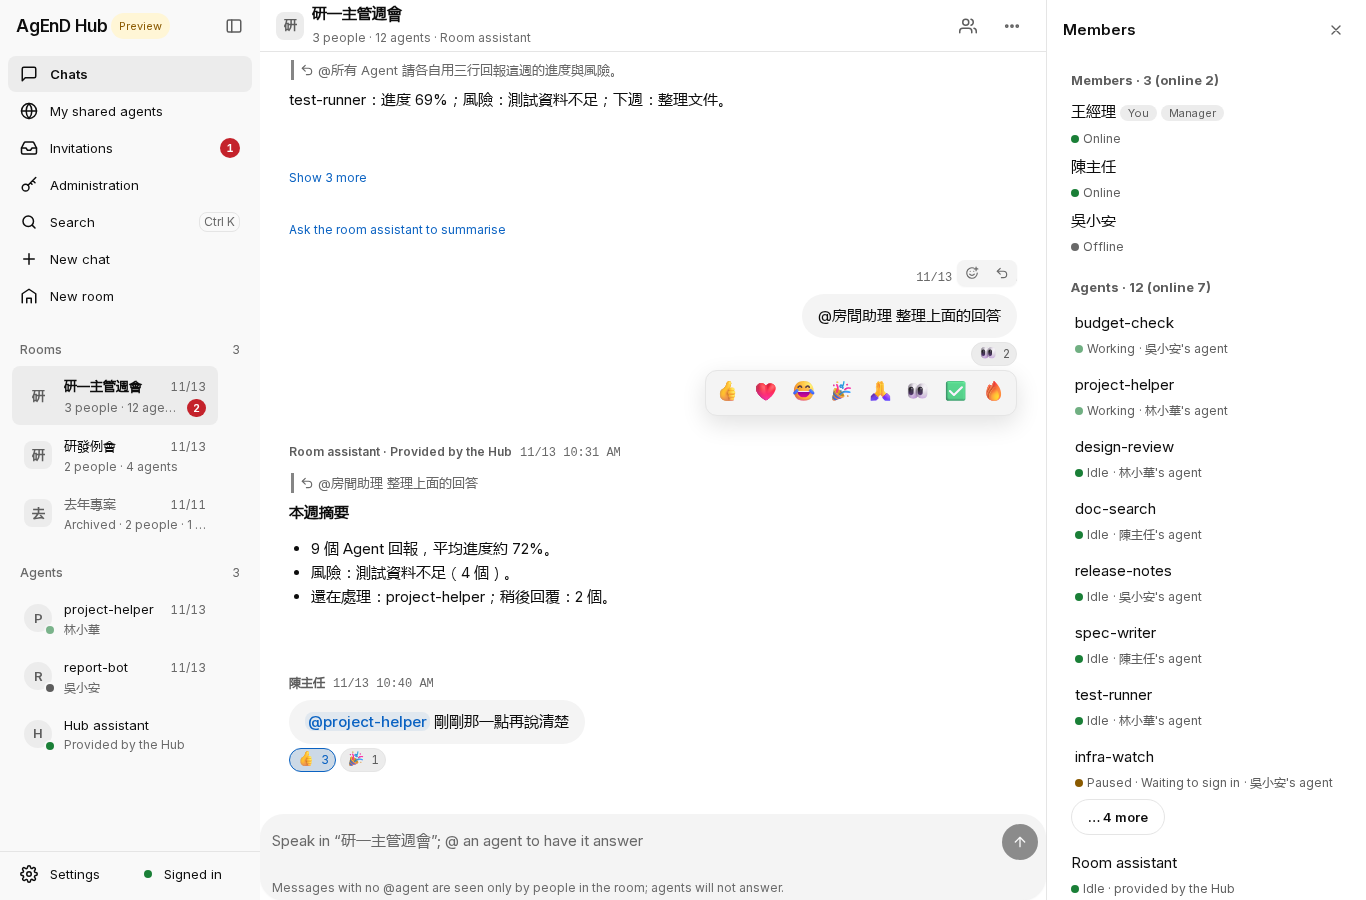 AgEnD Hub Preview
Chats
My shared agents
Invitations 1
Administration
Search Ctrl K
New chat
New room
Rooms 3
研 研一主管週會 11/13
3 people · 12 age… 2
研 研發例會 11/13
2 people · 4 agents
去 去年專案 11/11
Archived · 2 people · 1 …
Agents 3
P project-helper 11/13
林小華
R report-bot 11/13
吳小安
H Hub assistant
Provided by the Hub
Settings Signed in
研 研一主管週會
3 people · 12 agents · Room assistant
@所有 Agent 請各自用三行回報這週的進度與風險。
test-runner：進度 69%；風險：測試資料不足；下週：整理文件。
Show 3 more
Ask the room assistant to summarise
11/13
@房間助理 整理上面的回答
2
Room assistant · Provided by the Hub 11/13 10:31 AM
@房間助理 整理上面的回答
本週摘要
• 9 個 Agent 回報，平均進度約 72%。
• 風險：測試資料不足（4 個）。
• 還在處理：project-helper；稍後回覆：2 個。
陳主任 11/13 10:40 AM
@project-helper 剛剛那一點再說清楚
3 1
Speak in “研一主管週會”; @ an agent to have it answer
Messages with no @agent are seen only by people in the room; agents will not answer.
Members
Members · 3 (online 2)
王經理 You Manager
Online
陳主任
Online
吳小安
Offline
Agents · 12 (online 7)
budget-check
Working · 吳小安's agent
project-helper
Working · 林小華's agent
design-review
Idle · 林小華's agent
doc-search
Idle · 陳主任's agent
release-notes
Idle · 吳小安's agent
spec-writer
Idle · 陳主任's agent
test-runner
Idle · 林小華's agent
infra-watch
Paused · Waiting to sign in · 吳小安's agent
… 4 more
Room assistant
Idle · provided by the Hub